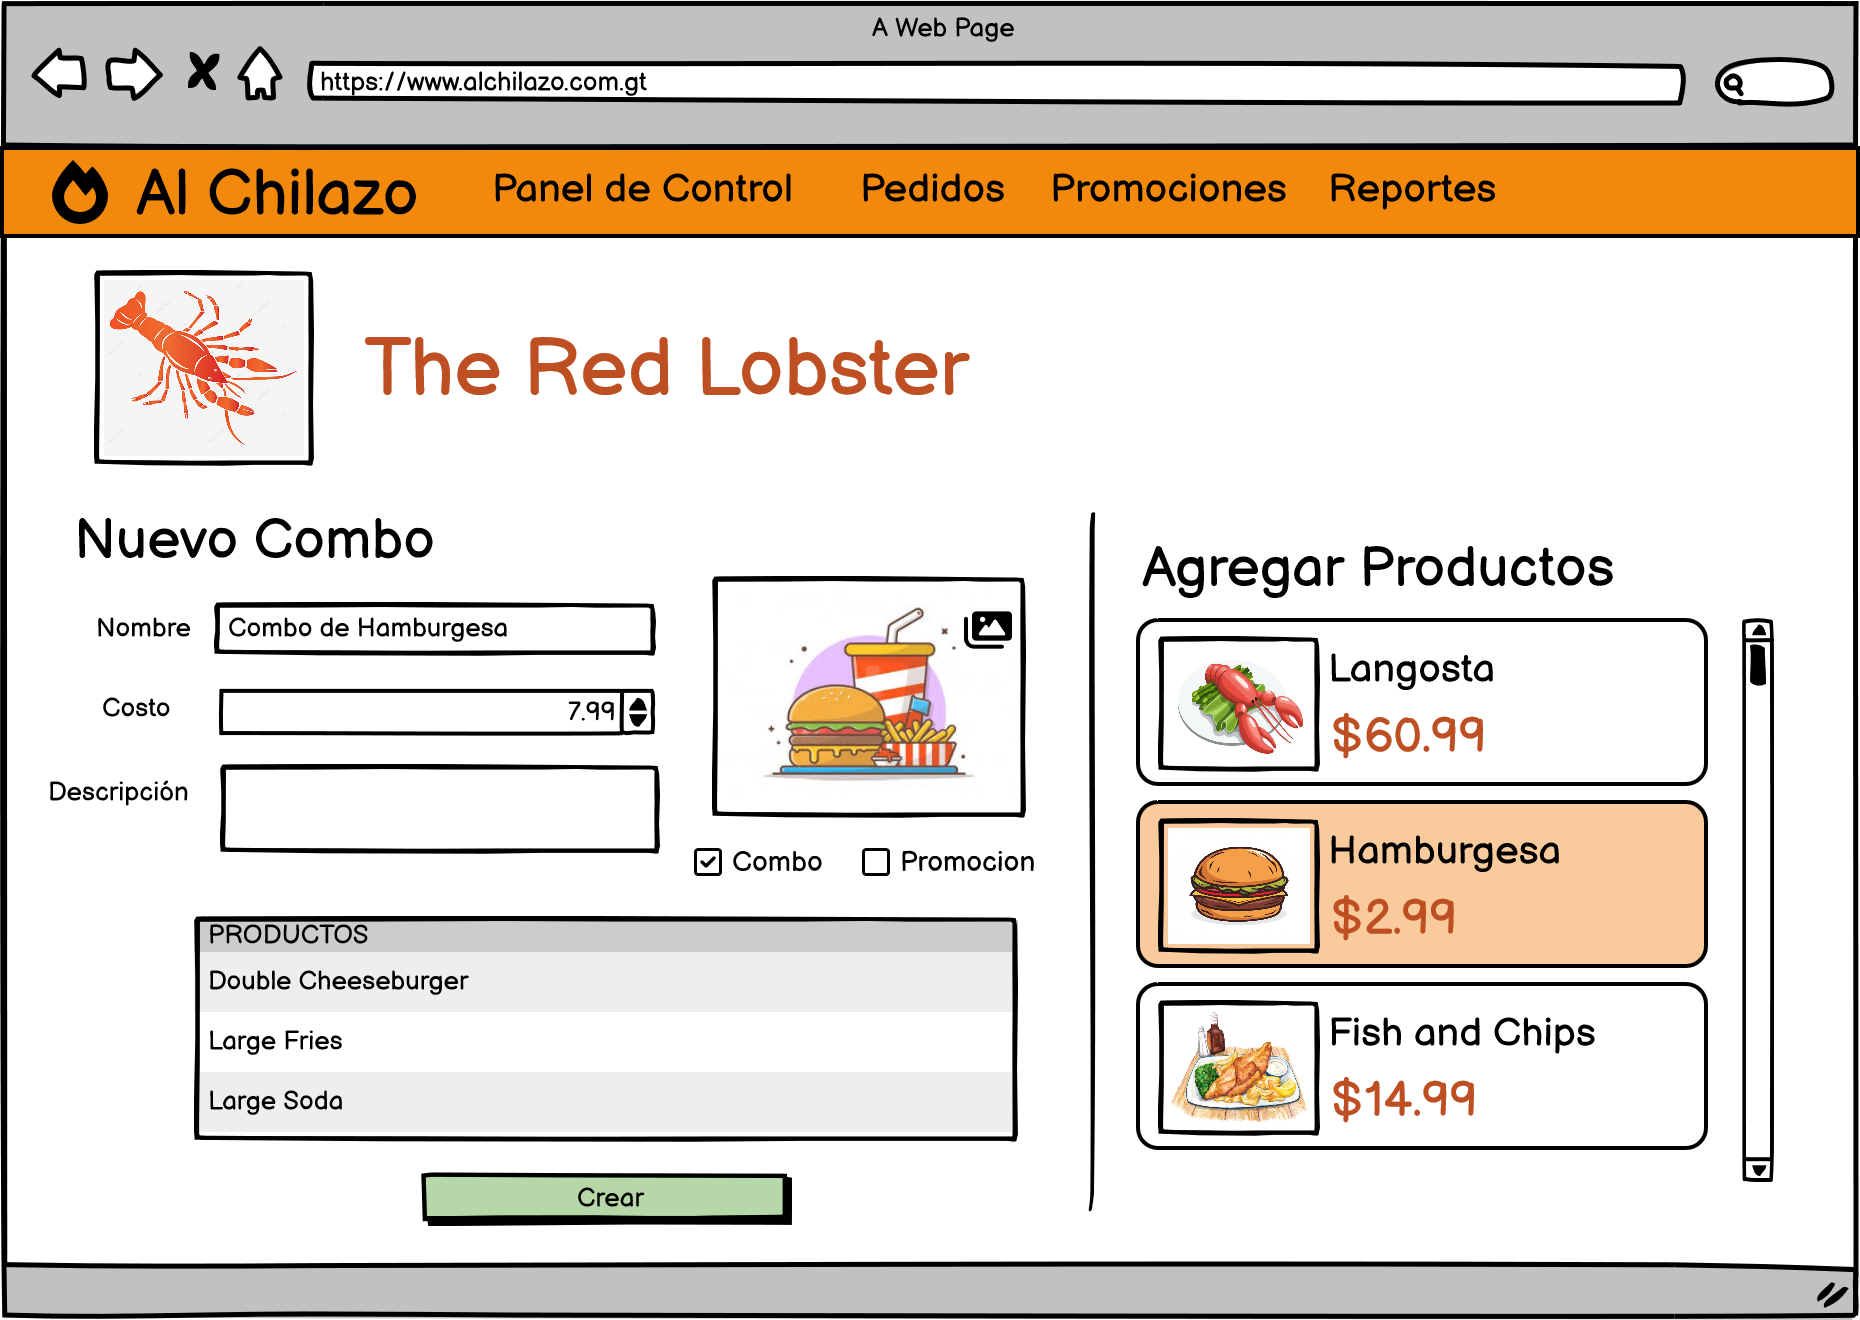 A Web Page
https://www.alchilazo.com.gt
Al Chilazo
Panel de Control
Pedidos
Promociones
Reportes
The Red Lobster
Nuevo Combo
Nombre
Combo de Hamburgesa
Costo
7.99
Descripción
Combo
Promocion
PRODUCTOS
Double Cheeseburger
Large Fries
Large Soda
Crear
Agregar Productos
Langosta
$60.99
Hamburgesa
$2.99
Fish and Chips
$14.99